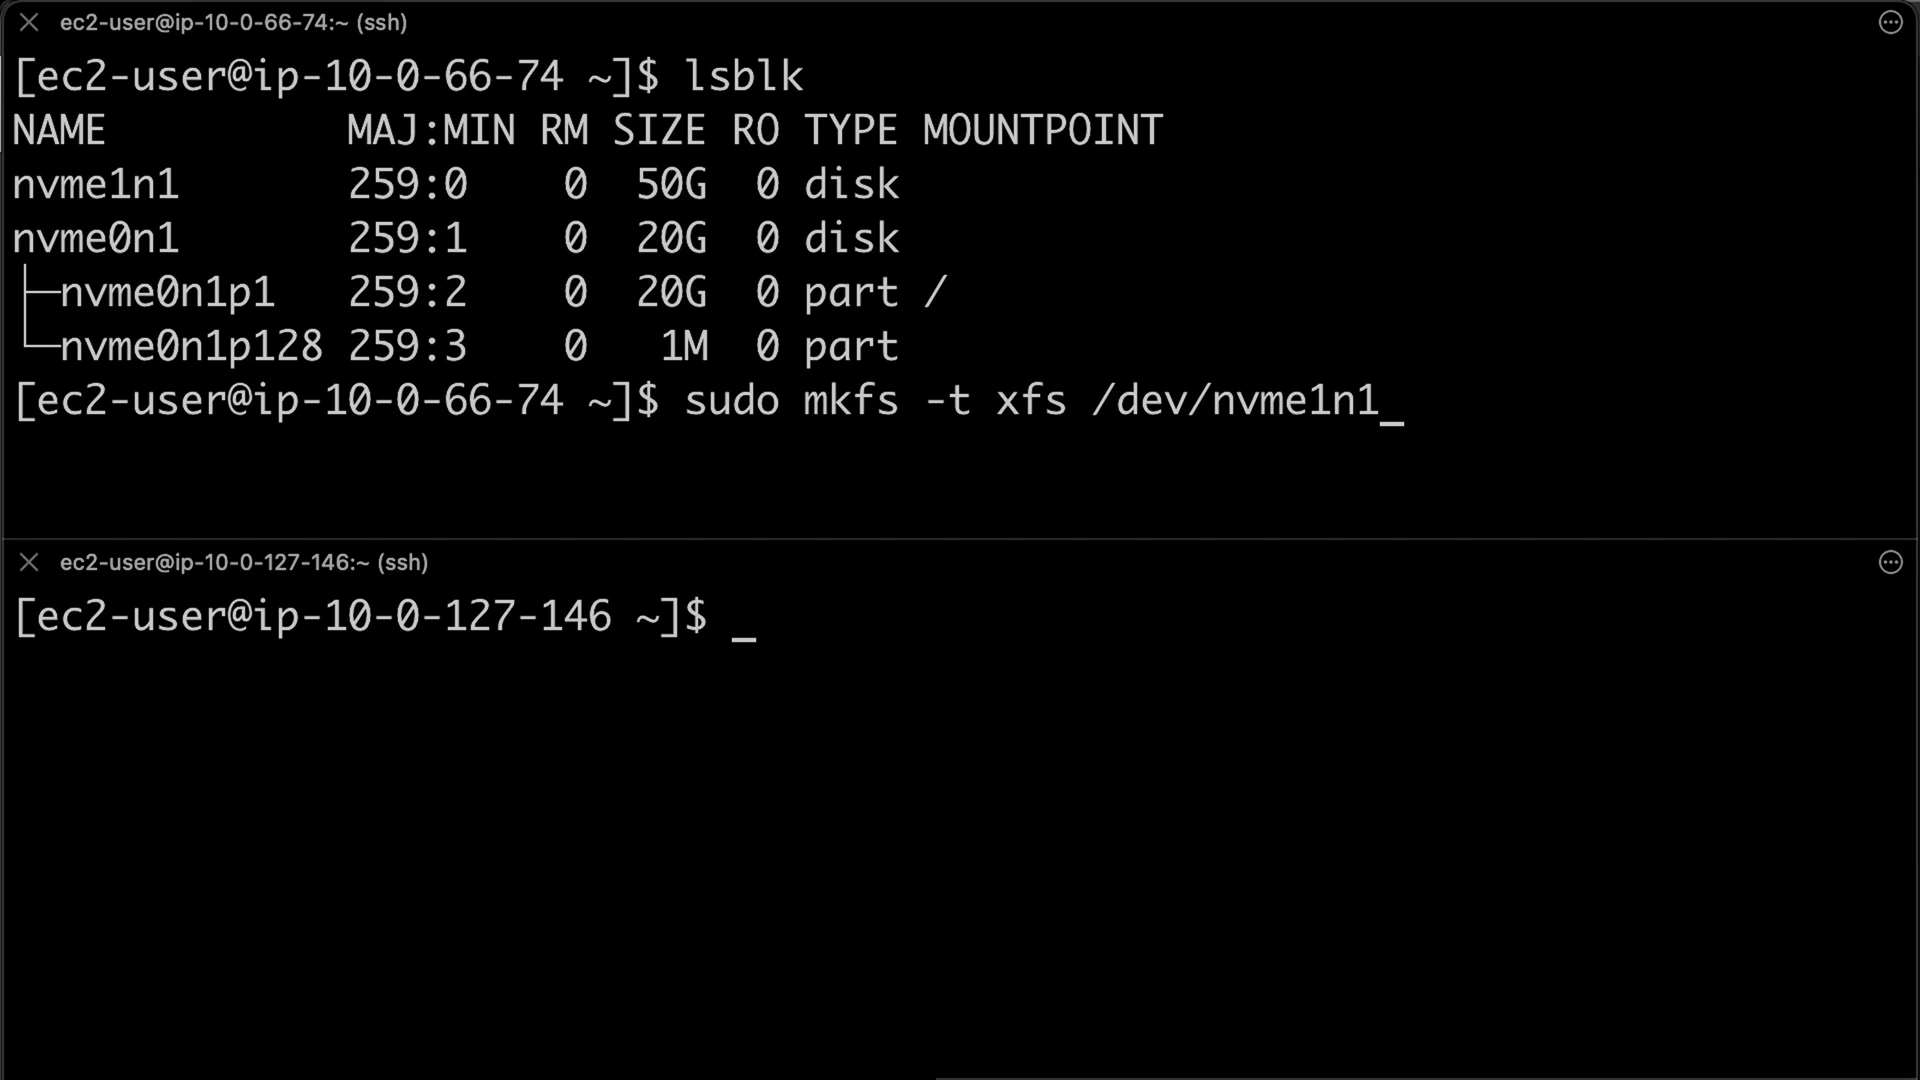 ec2-user@ip-10-0-66-74:~ (ssh)
[ec2-user@ip-10-0-66-74 ~]$ lsblk
NAME          MAJ:MIN RM SIZE RO TYPE MOUNTPOINT
nvme1n1       259:0    0  50G  0 disk
nvme0n1       259:1    0  20G  0 disk
├─nvme0n1p1   259:2    0  20G  0 part /
└─nvme0n1p128 259:3    0   1M  0 part
[ec2-user@ip-10-0-66-74 ~]$ sudo mkfs -t xfs /dev/nvme1n1_
ec2-user@ip-10-0-127-146:~ (ssh)
[ec2-user@ip-10-0-127-146 ~]$ _